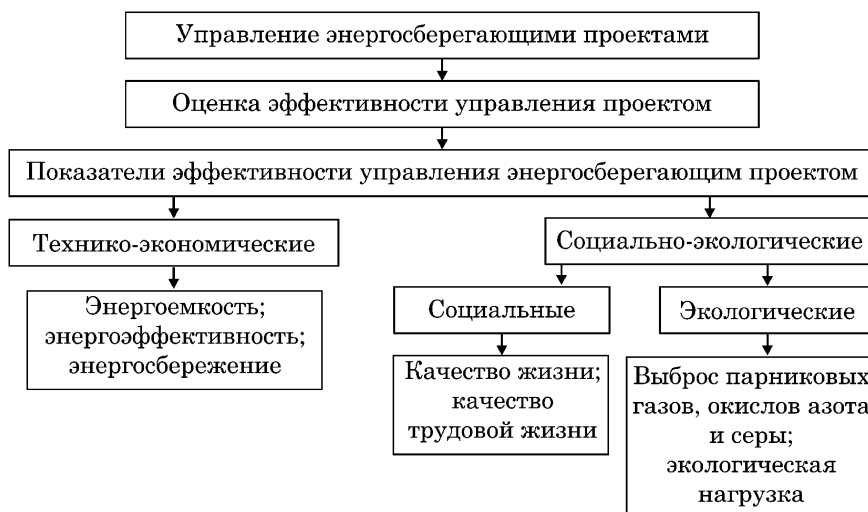 Управление энергосберегающими проектами
Оценка эффективности управления проектом
Показатели эффективности управления энергосберегающим проектом
Технико-экономические
Социально-экологические
Энергоемкость;
энергоэффективность;
энергосбережение
Социальные
Экологические
Качество жизни;
качество
трудовой жизни
Выброс парниковых
газов, окислов азота
и серы;
экологическая
нагрузка